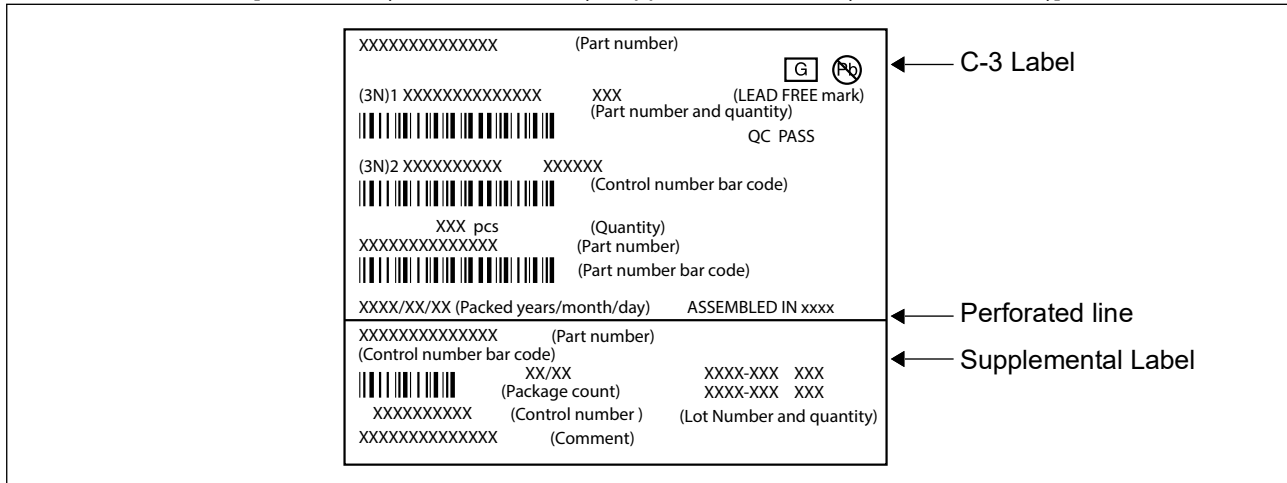 XXXXXXXXXXXXXX (Part number)
G Pb
C-3 Label
(3N)1 XXXXXXXXXXXXXX XXX (LEAD FREE mark)
(Part number and quantity)
QC PASS
(3N)2 XXXXXXXXXX XXXXXX
(Control number bar code)
XXX pcs (Quantity)
XXXXXXXXXXXXXX (Part number)
(Part number bar code)
XXXX/XX/XX (Packed years/month/day) ASSEMBLED IN xxxx
Perforated line
XXXXXXXXXXXXXX (Part number)
(Control number bar code)
Supplemental Label
XX/XX XXXX-XXX XXX
(Package count) XXXX-XXX XXX
XXXXXXXXXX (Control number ) (Lot Number and quantity)
XXXXXXXXXXXXXX (Comment)